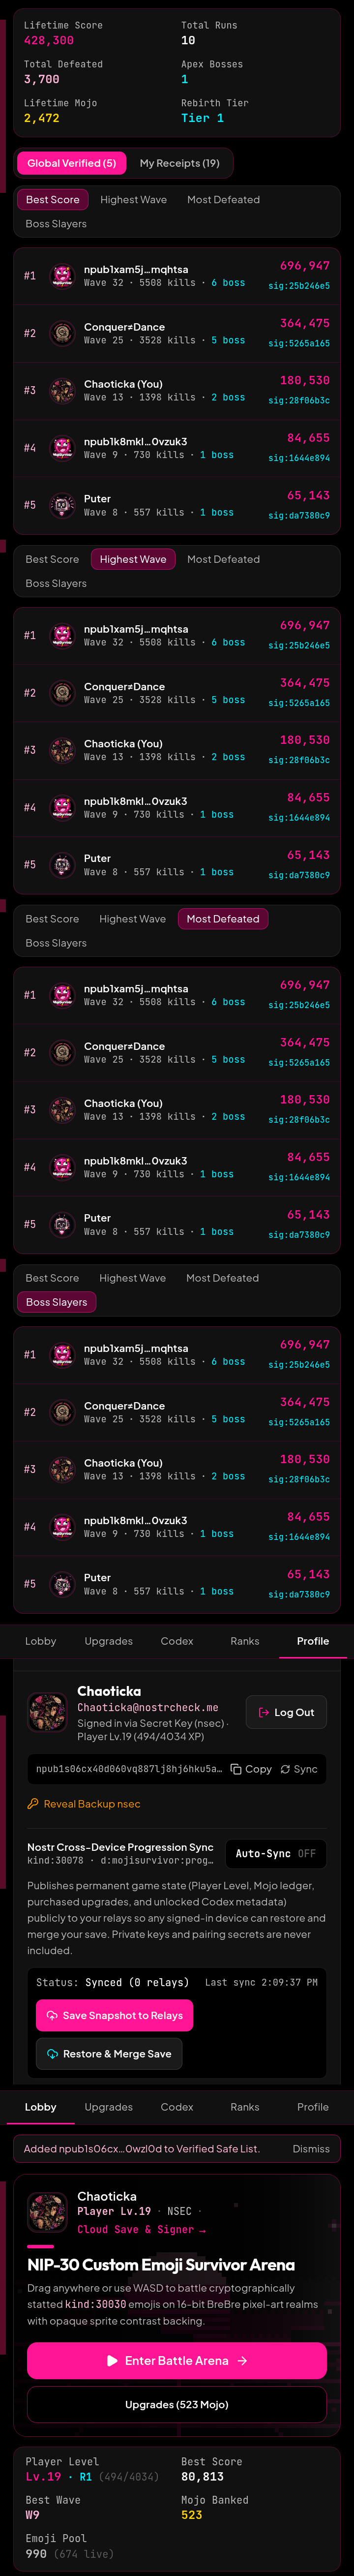 Lifetime Score
428,300
Total Runs
10
Total Defeated
3,700
Apex Bosses
1
Lifetime Mojo
2,472
Rebirth Tier
Tier 1
Global Verified (5)
My Receipts (19)
Best Score
Highest Wave
Most Defeated
Boss Slayers
#1
npub1xam5j…mqhtsa
Wave 32 · 5508 kills · 6 boss
696,947
sig:25b246e5
#2
Conquer≠Dance
Wave 25 · 3528 kills · 5 boss
364,475
sig:5265a165
#3
Chaoticka (You)
Wave 13 · 1398 kills · 2 boss
180,530
sig:28f06b3c
#4
npub1k8mkl…0vzuk3
Wave 9 · 730 kills · 1 boss
84,655
sig:1644e894
#5
Puter
Wave 8 · 557 kills · 1 boss
65,143
sig:da7380c9
Best Score
Highest Wave
Most Defeated
Boss Slayers
#1
npub1xam5j…mqhtsa
Wave 32 · 5508 kills · 6 boss
696,947
sig:25b246e5
#2
Conquer≠Dance
Wave 25 · 3528 kills · 5 boss
364,475
sig:5265a165
#3
Chaoticka (You)
Wave 13 · 1398 kills · 2 boss
180,530
sig:28f06b3c
#4
npub1k8mkl…0vzuk3
Wave 9 · 730 kills · 1 boss
84,655
sig:1644e894
#5
Puter
Wave 8 · 557 kills · 1 boss
65,143
sig:da7380c9
Best Score
Highest Wave
Most Defeated
Boss Slayers
#1
npub1xam5j…mqhtsa
Wave 32 · 5508 kills · 6 boss
696,947
sig:25b246e5
#2
Conquer≠Dance
Wave 25 · 3528 kills · 5 boss
364,475
sig:5265a165
#3
Chaoticka (You)
Wave 13 · 1398 kills · 2 boss
180,530
sig:28f06b3c
#4
npub1k8mkl…0vzuk3
Wave 9 · 730 kills · 1 boss
84,655
sig:1644e894
#5
Puter
Wave 8 · 557 kills · 1 boss
65,143
sig:da7380c9
Best Score
Highest Wave
Most Defeated
Boss Slayers
#1
npub1xam5j…mqhtsa
Wave 32 · 5508 kills · 6 boss
696,947
sig:25b246e5
#2
Conquer≠Dance
Wave 25 · 3528 kills · 5 boss
364,475
sig:5265a165
#3
Chaoticka (You)
Wave 13 · 1398 kills · 2 boss
180,530
sig:28f06b3c
#4
npub1k8mkl…0vzuk3
Wave 9 · 730 kills · 1 boss
84,655
sig:1644e894
#5
Puter
Wave 8 · 557 kills · 1 boss
65,143
sig:da7380c9
Lobby
Upgrades
Codex
Ranks
Profile
Chaoticka
Chaoticka@nostrcheck.me
Signed in via Secret Key (nsec) ·
Player Lv.19 (494/4034 XP)
Log Out
npub1s06cx40d060vq887lj8hj6hku5a…
Copy
Sync
Reveal Backup nsec
Nostr Cross-Device Progression Sync
kind:30078 · d:mojisurvivor:prog…
Auto-Sync OFF
Publishes permanent game state (Player Level, Mojo ledger,
purchased upgrades, and unlocked Codex metadata)
publicly to your relays so any signed-in device can restore and
merge your save. Private keys and pairing secrets are never
included.
Status: Synced (0 relays)
Last sync 2:09:37 PM
Save Snapshot to Relays
Restore & Merge Save
Lobby
Upgrades
Codex
Ranks
Profile
Added npub1s06cx…0wzl0d to Verified Safe List.
Dismiss
Chaoticka
Player Lv.19 · NSEC ·
Cloud Save & Signer →
NIP-30 Custom Emoji Survivor Arena
Drag anywhere or use WASD to battle cryptographically
statted kind:30030 emojis on 16-bit BreBre pixel-art realms
with opaque sprite contrast backing.
Enter Battle Arena →
Upgrades (523 Mojo)
Player Level
Lv.19 · R1 (494/4034)
Best Score
80,813
Best Wave
W9
Mojo Banked
523
Emoji Pool
990 (674 live)